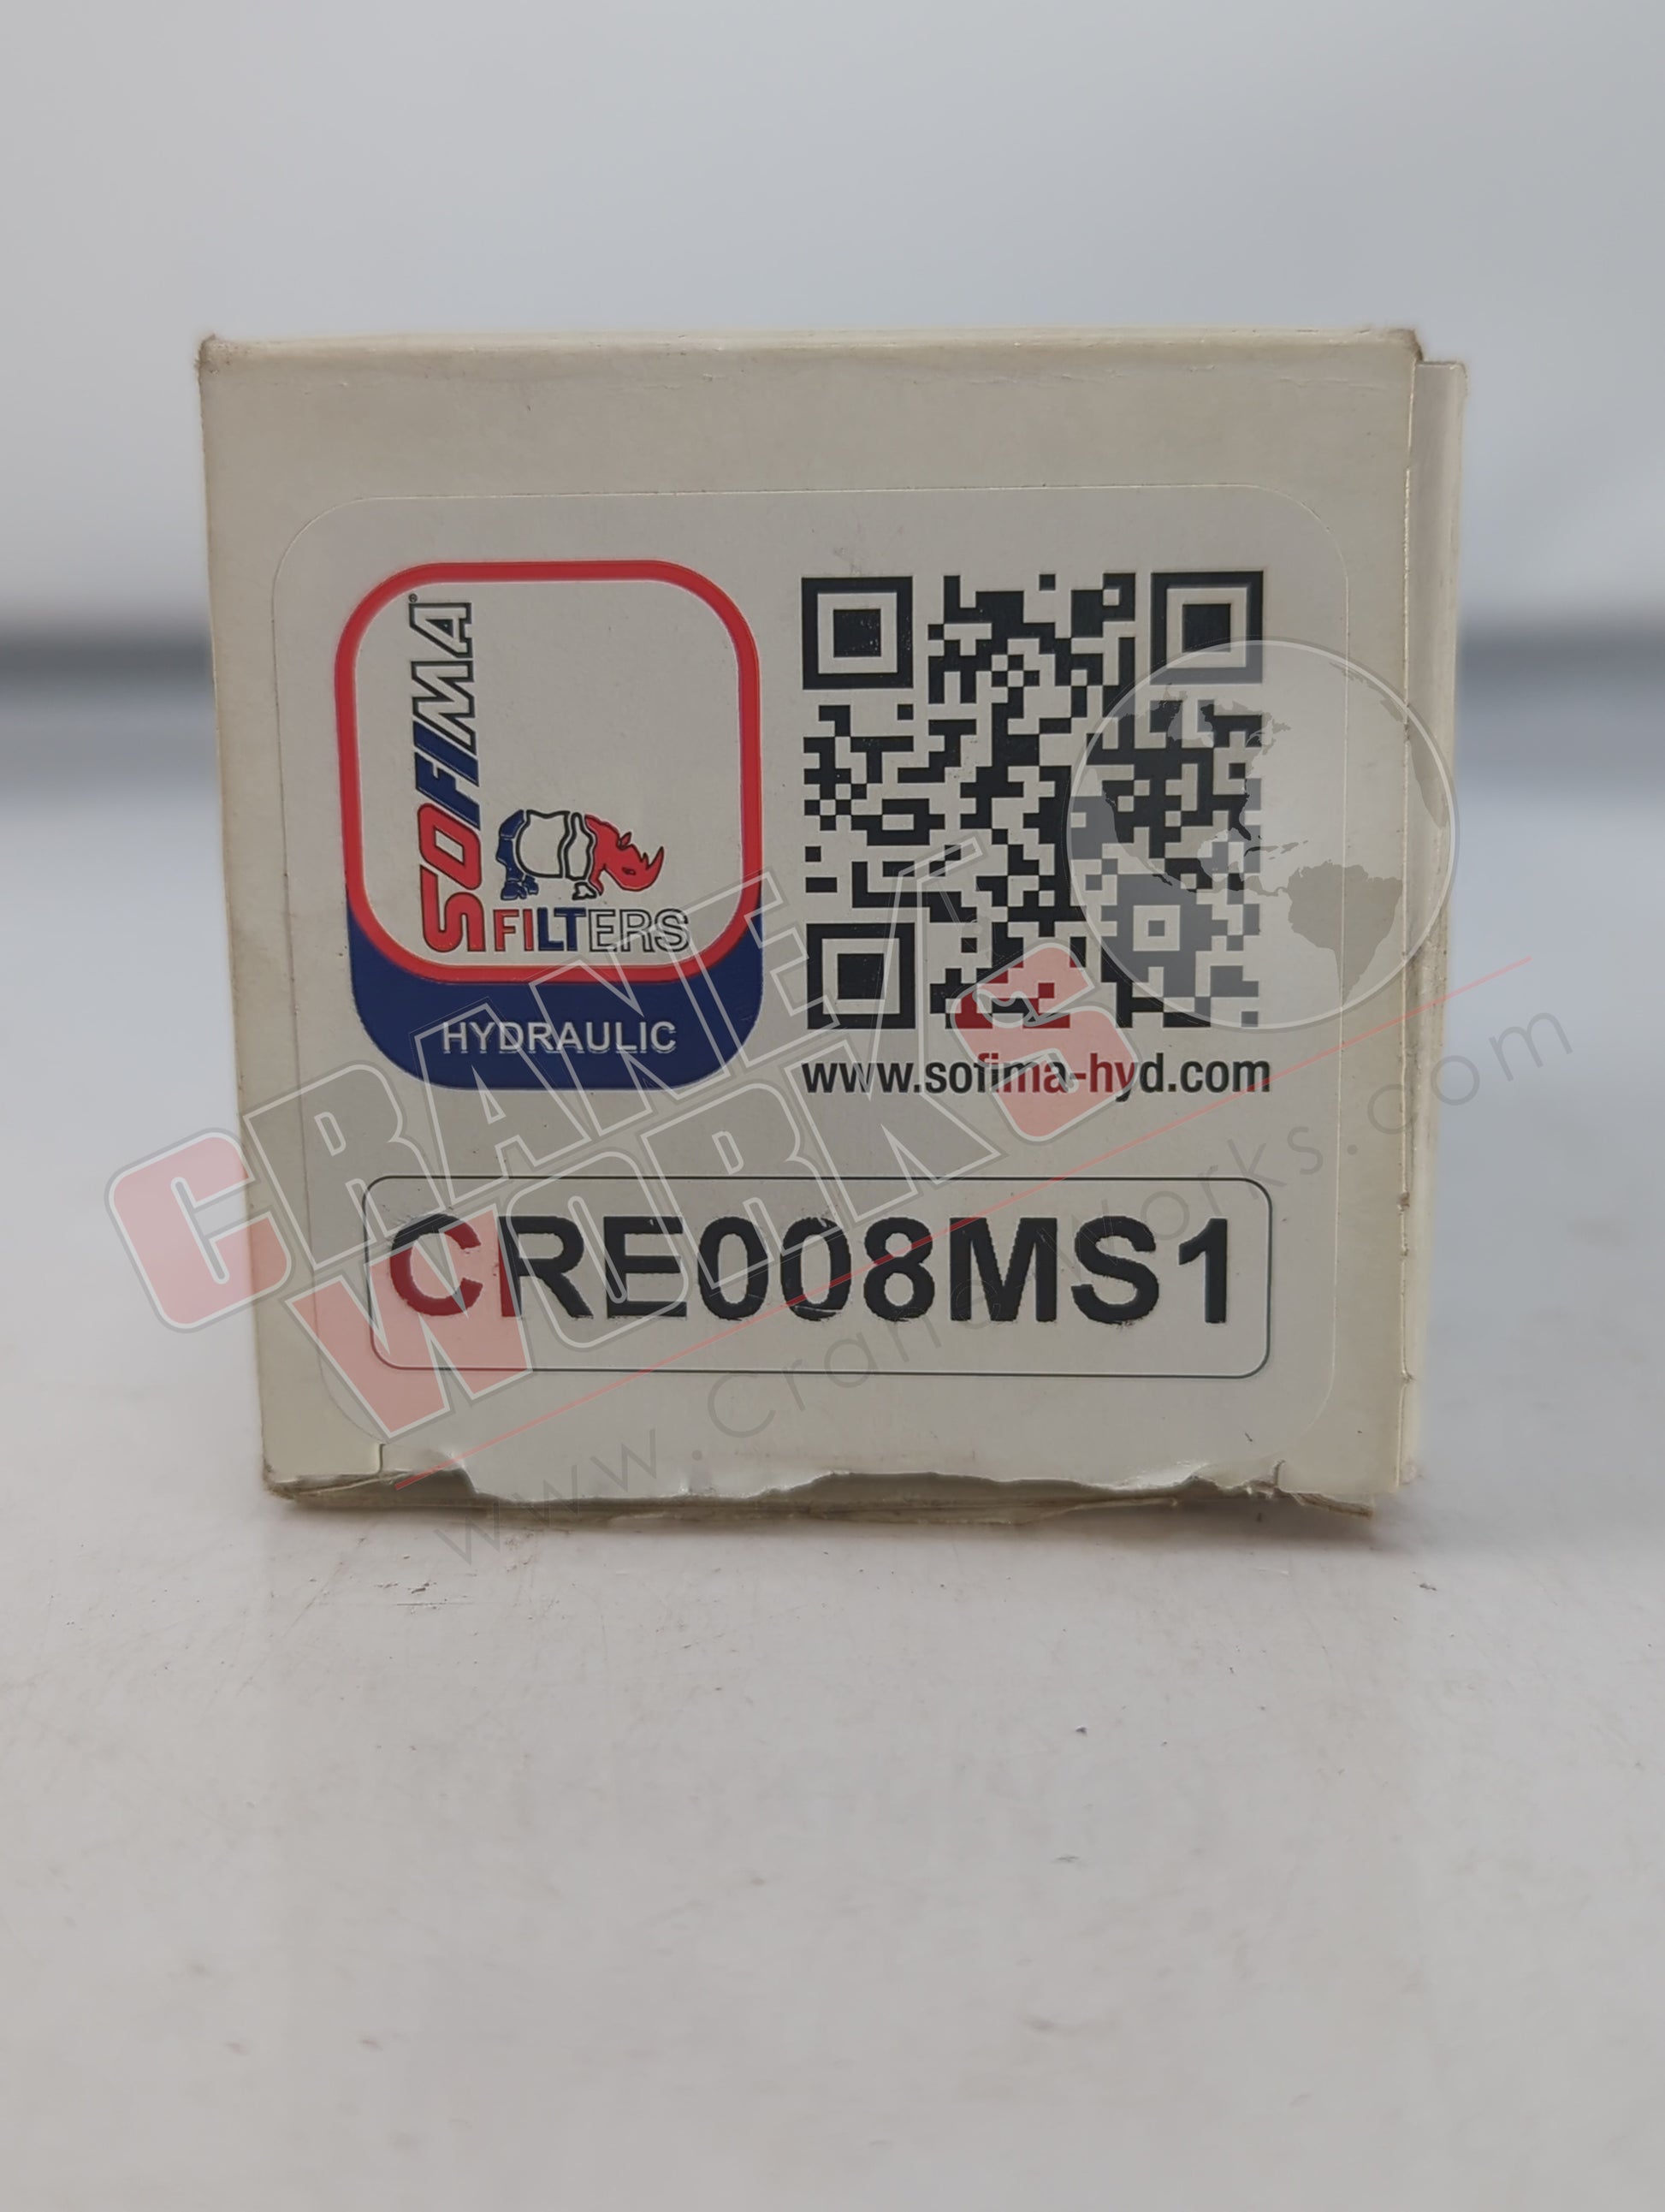 SOFIMA®
FILTERS
HYDRAULIC
www.sofima-hyd.com
CRE008MS1
CRANE
WORKS
www.CraneWorks.com